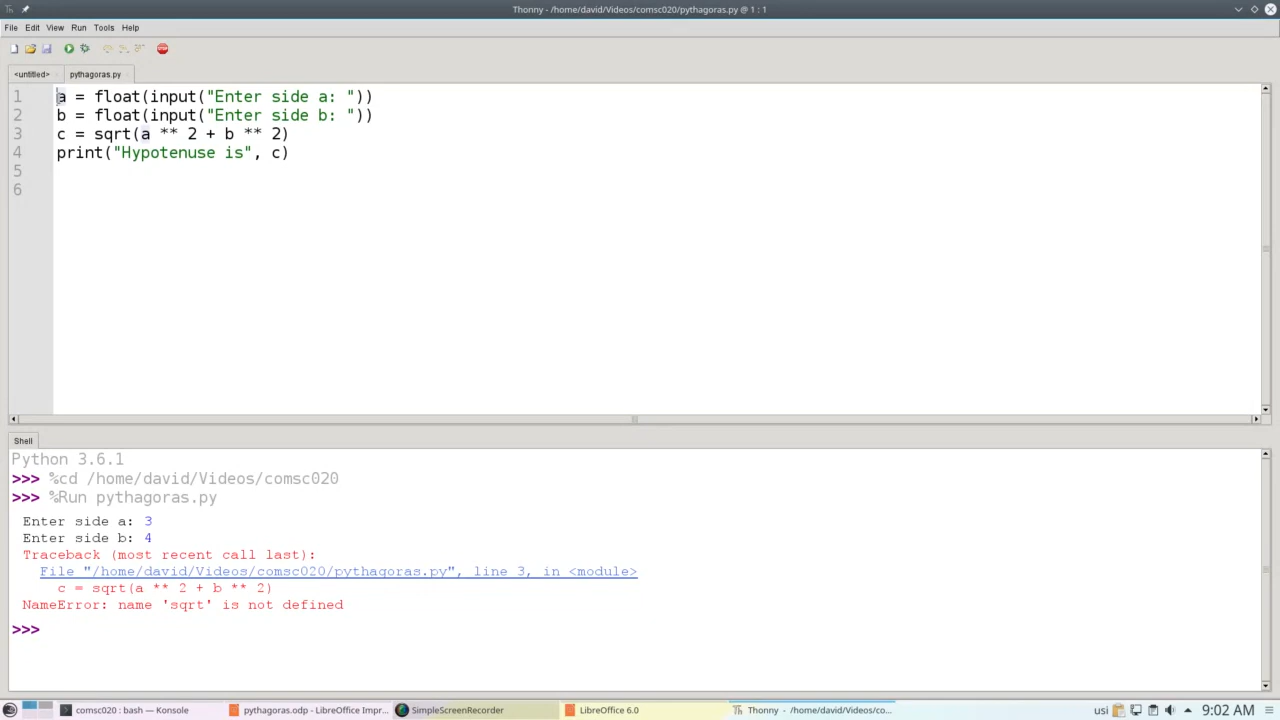 Thonny - /home/david/Videos/comsc020/pythagoras.py @ 1 : 1
File Edit View Run Tools Help
<untitled> pythagoras.py
1 a = float(input("Enter side a: "))
2 b = float(input("Enter side b: "))
3 c = sqrt(a ** 2 + b ** 2)
4 print("Hypotenuse is", c)
5
6
Shell
Python 3.6.1
>>> %cd /home/david/Videos/comsc020
>>> %Run pythagoras.py
Enter side a: 3
Enter side b: 4
Traceback (most recent call last):
File "/home/david/Videos/comsc020/pythagoras.py", line 3, in <module>
c = sqrt(a ** 2 + b ** 2)
NameError: name 'sqrt' is not defined
>>>
comsc020 : bash — Konsole pythagoras.odp - LibreOffice Impr... SimpleScreenRecorder LibreOffice 6.0 Thonny - /home/david/Videos/co... usi 9:02 AM